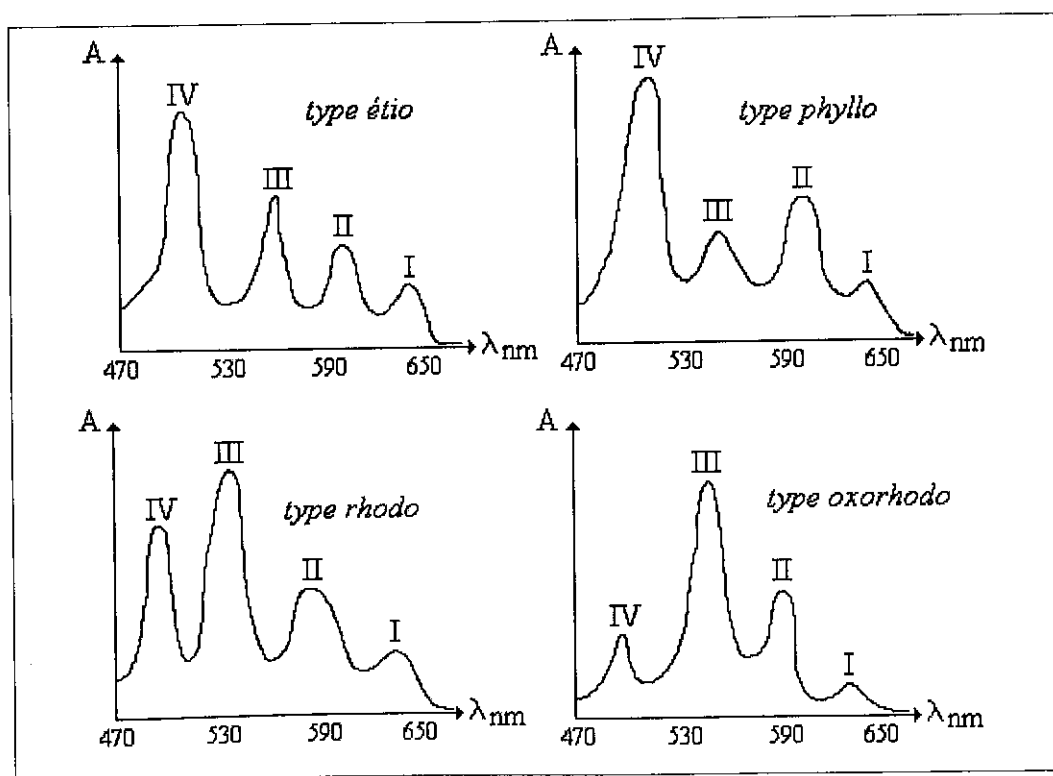 A
IV
type étio
III
II
I
λnm
470 530 590 650
A
IV
type phyllo
II
III
I
λnm
470 530 590 650
A
III
IV
type rhodo
II
I
λnm
470 530 590 650
A
III
type oxorhodo
II
IV
I
λnm
470 530 590 650